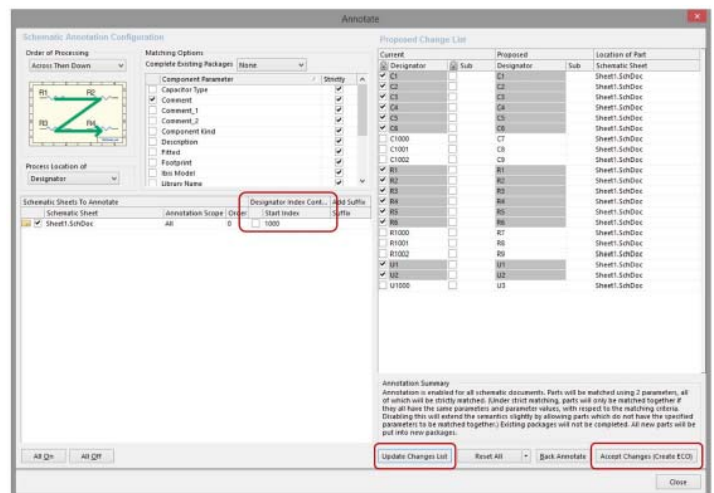 Annotate
Schematic Annotation Configuration
Order of Processing
Across Then Down
R1 R2
R3 R4
Process Location of
Designator
Matching Options
Complete Existing Packages None
Component Parameter Strictly
Capacitor Type
Comment
Comment_1
Comment_2
Component Kind
Description
Fitted
Footprint
Ibis Model
Library Name
Schematic Sheets To Annotate Designator Index Cont... Add Suffix
Schematic Sheet Annotation Scope Order Start Index Suffix
Sheet1.SchDoc All 0 1000
All On All Off
Proposed Change List
Current Proposed Location of Part
Designator Sub Designator Sub Schematic Sheet
C1 C1 Sheet1.SchDoc
C2 C2 Sheet1.SchDoc
C3 C3 Sheet1.SchDoc
C4 C4 Sheet1.SchDoc
C5 C5 Sheet1.SchDoc
C6 C6 Sheet1.SchDoc
C1000 C7 Sheet1.SchDoc
C1001 C8 Sheet1.SchDoc
C1002 C9 Sheet1.SchDoc
R1 R1 Sheet1.SchDoc
R2 R2 Sheet1.SchDoc
R3 R3 Sheet1.SchDoc
R4 R4 Sheet1.SchDoc
R5 R5 Sheet1.SchDoc
R6 R6 Sheet1.SchDoc
R1000 R7 Sheet1.SchDoc
R1001 R8 Sheet1.SchDoc
R1002 R9 Sheet1.SchDoc
U1 U1 Sheet1.SchDoc
U2 U2 Sheet1.SchDoc
U1000 U3 Sheet1.SchDoc
Annotation Summary
Annotation is enabled for all schematic documents. Parts will be matched using 2 parameters, all
of which will be strictly matched. (Under strict matching, parts will only be matched together if
they all have the same parameters and parameter values, with respect to the matching criteria.
Disabling this will extend the semantics slightly by allowing parts which do not have the specified
parameters to be matched together.) Existing packages will not be completed. All new parts will be
put into new packages.
Update Changes List Reset All Back Annotate Accept Changes (Create ECO)
Close